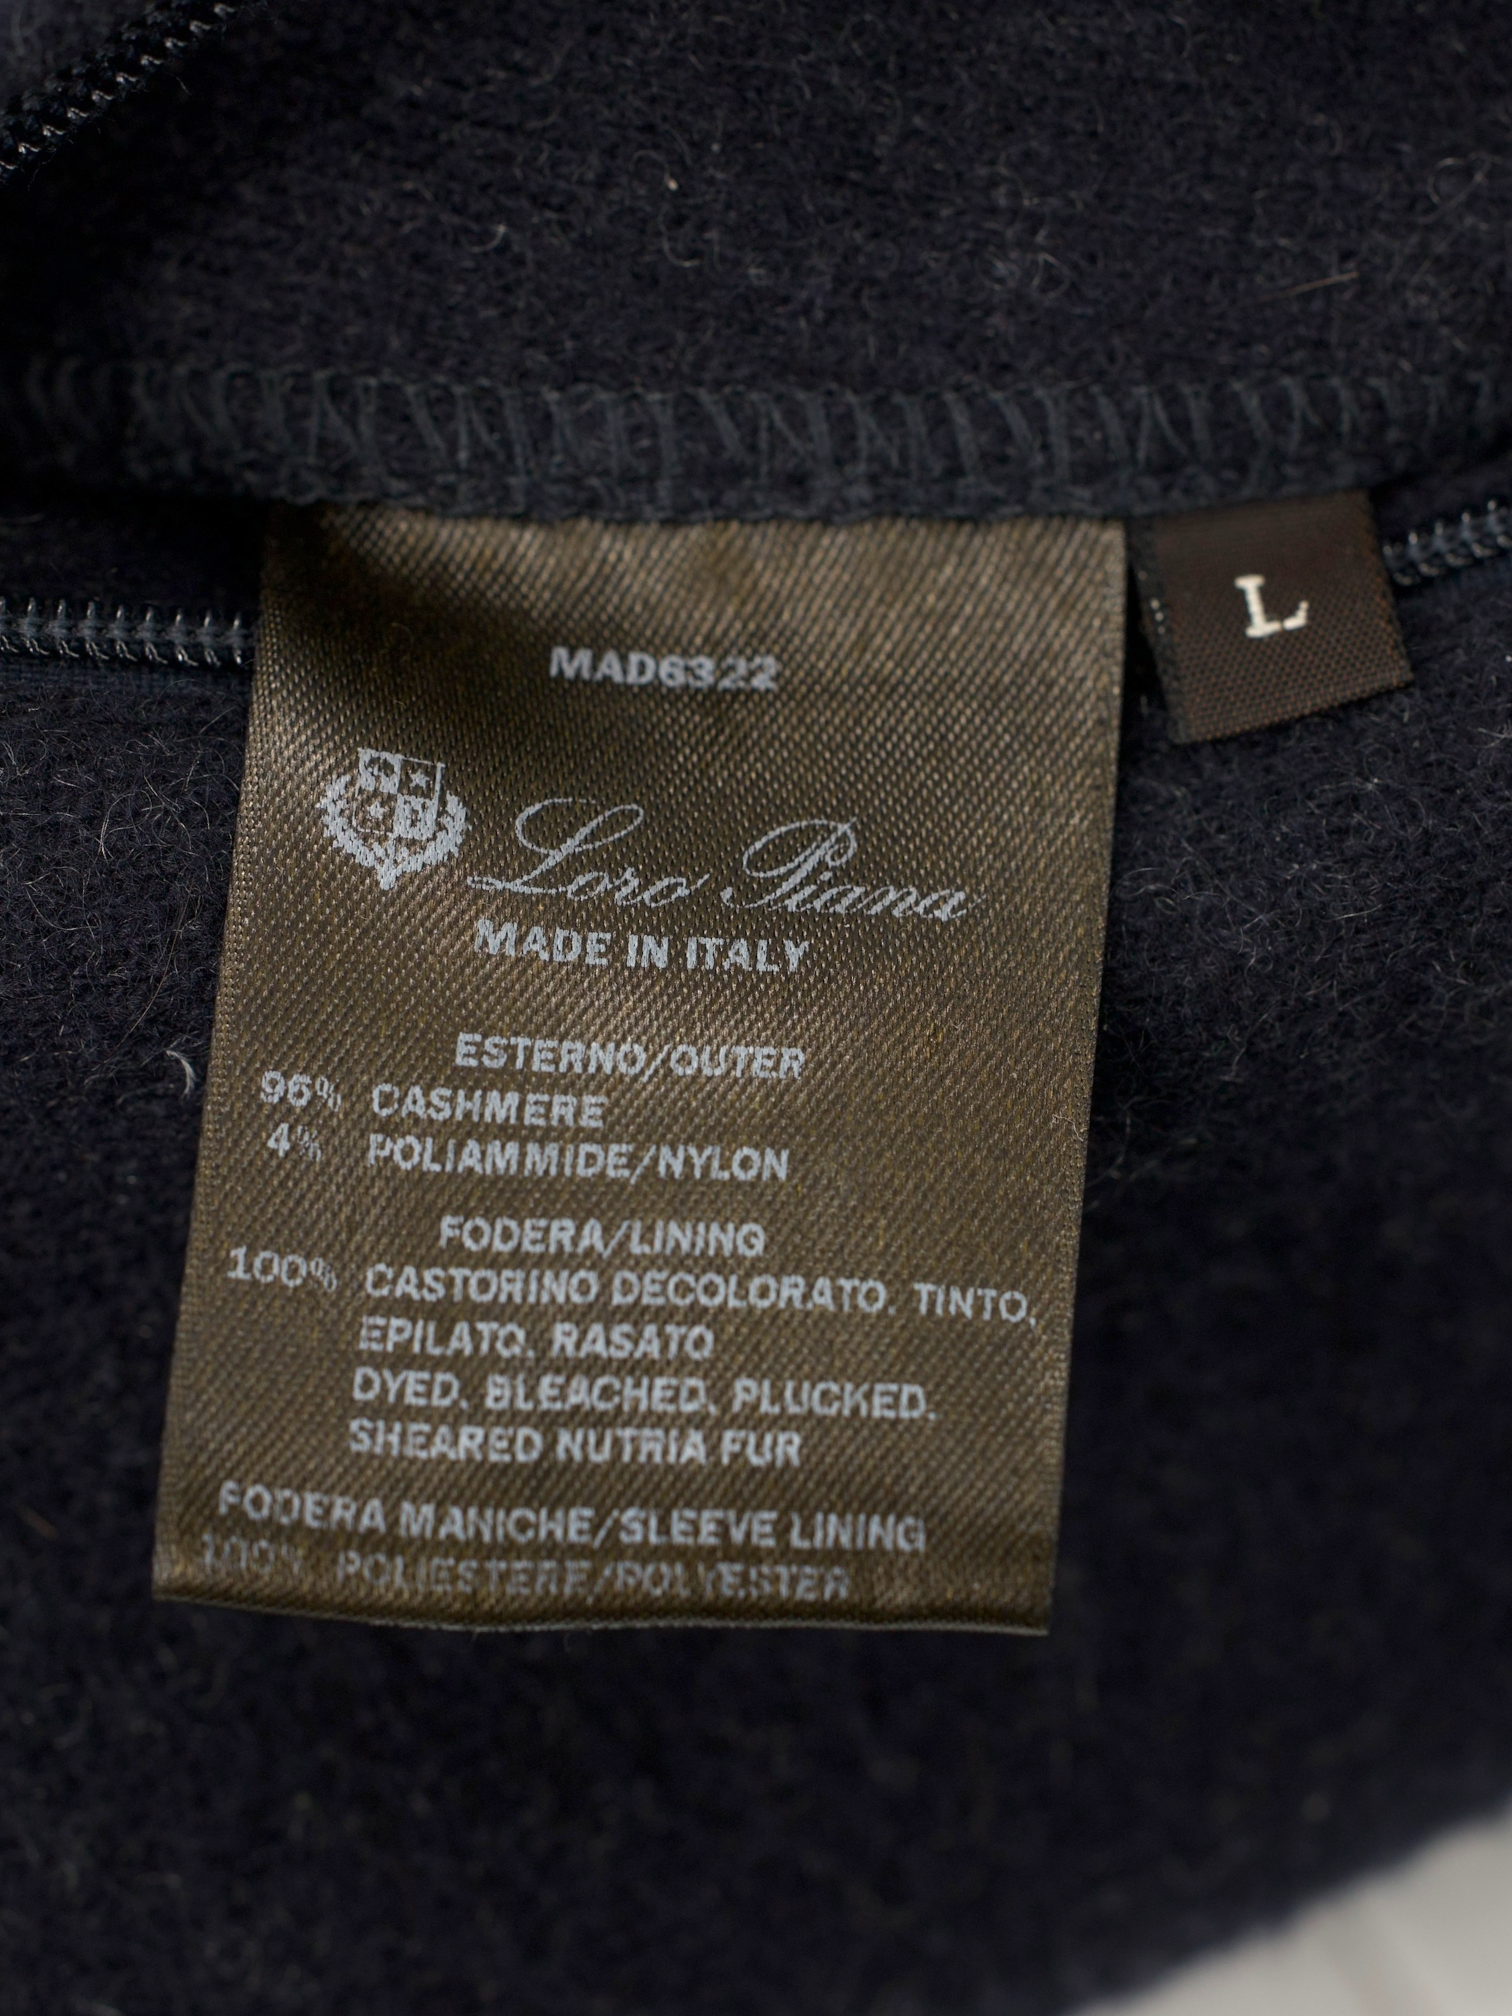 L
MAD6322
Loro Piana
MADE IN ITALY
ESTERNO/OUTER
96% CASHMERE
4% POLIAMMIDE/NYLON
FODERA/LINING
100% CASTORINO DECOLORATO, TINTO,
EPILATO, RASATO
DYED, BLEACHED, PLUCKED,
SHEARED NUTRIA FUR
FODERA MANICHE/SLEEVE LINING
100% POLIESTERE/POLYESTER